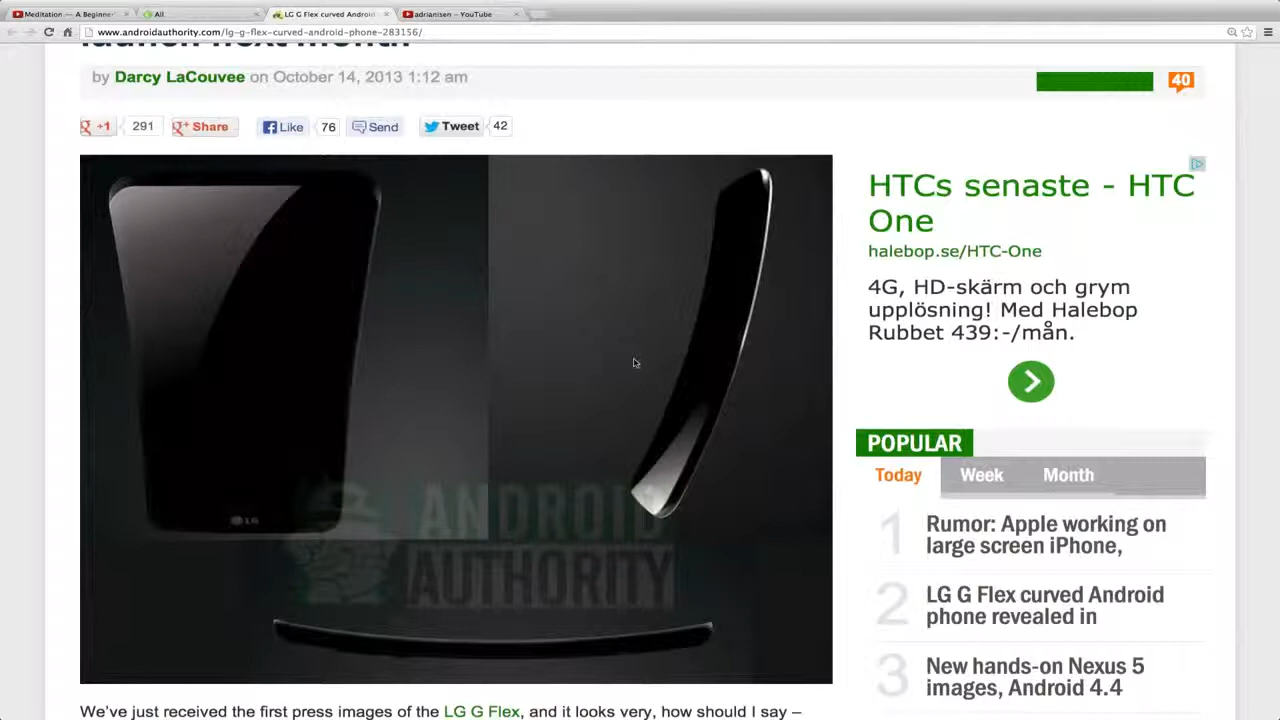 Meditation — A Beginner
All
LG G Flex curved Android
adrianisen – YouTube
www.androidauthority.com/lg-g-flex-curved-android-phone-283156/
launch next month
by Darcy LaCouvee on October 14, 2013 1:12 am
40
+1
291
Share
Like
76
Send
Tweet
42
LG
ANDROID
AUTHORITY
HTCs senaste - HTC
One
halebop.se/HTC-One
4G, HD-skärm och grym
upplösning! Med Halebop
Rubbet 439:-/mån.
POPULAR
Today Week Month
1
Rumor: Apple working on
large screen iPhone,
2
LG G Flex curved Android
phone revealed in
3
New hands-on Nexus 5
images, Android 4.4
We've just received the first press images of the LG G Flex, and it looks very, how should I say –